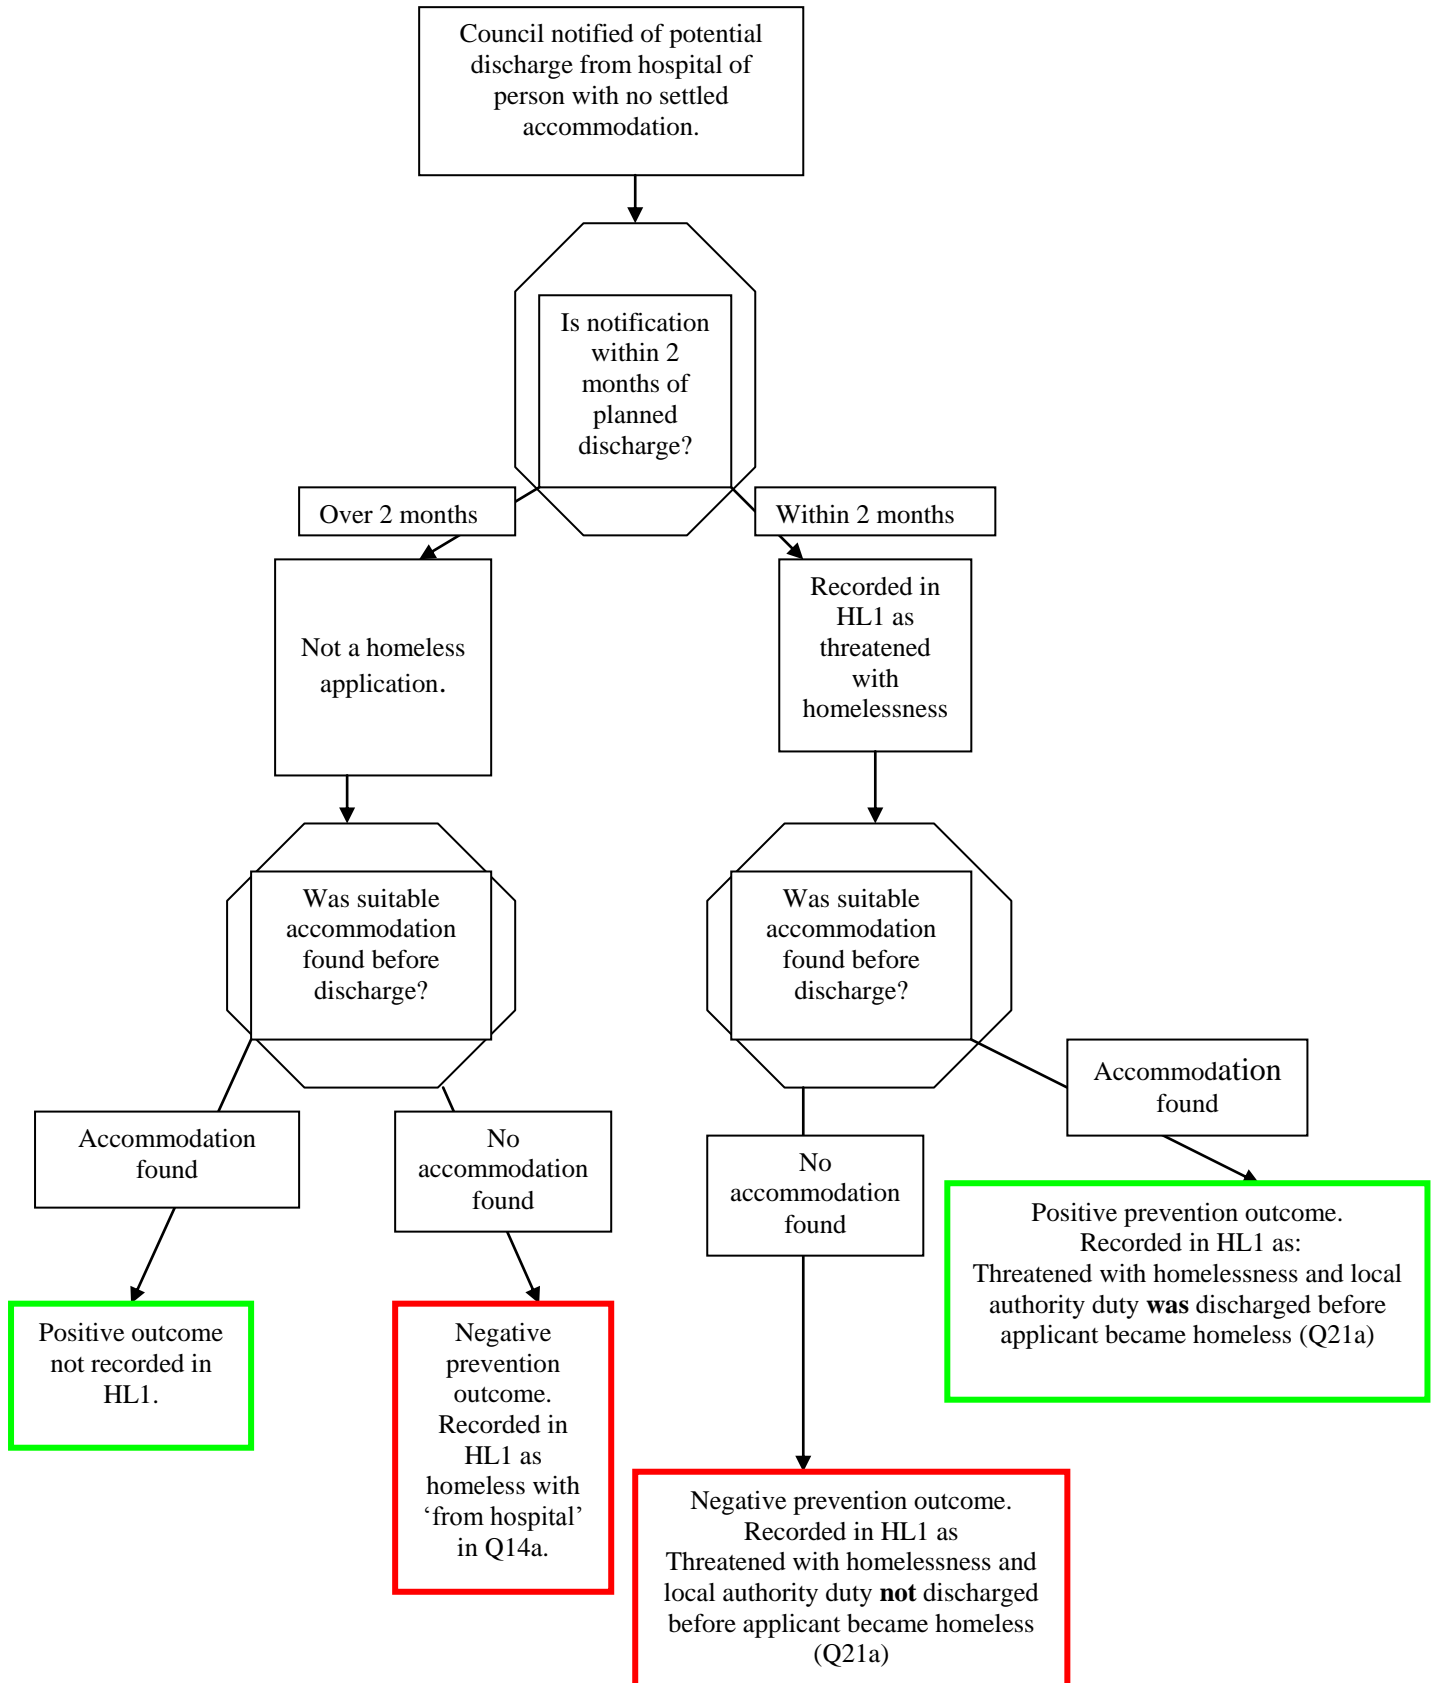 Council notified of potential
discharge from hospital of
person with no settled
accommodation.
Is notification
within 2
months of
planned
discharge?
Over 2 months
Within 2 months
Not a homeless
application.
Recorded in
HL1 as
threatened
with
homelessness
Was suitable
accommodation
found before
discharge?
Was suitable
accommodation
found before
discharge?
Accommodation
found
No
accommodation
found
No
accommodation
found
Accommodation
found
Positive outcome
not recorded in
HL1.
Negative
prevention
outcome.
Recorded in
HL1 as
homeless with
‘from hospital’
in Q14a.
Negative prevention outcome.
Recorded in HL1 as
Threatened with homelessness and
local authority duty not discharged
before applicant became homeless
(Q21a)
Positive prevention outcome.
Recorded in HL1 as:
Threatened with homelessness and local
authority duty was discharged before
applicant became homeless (Q21a)